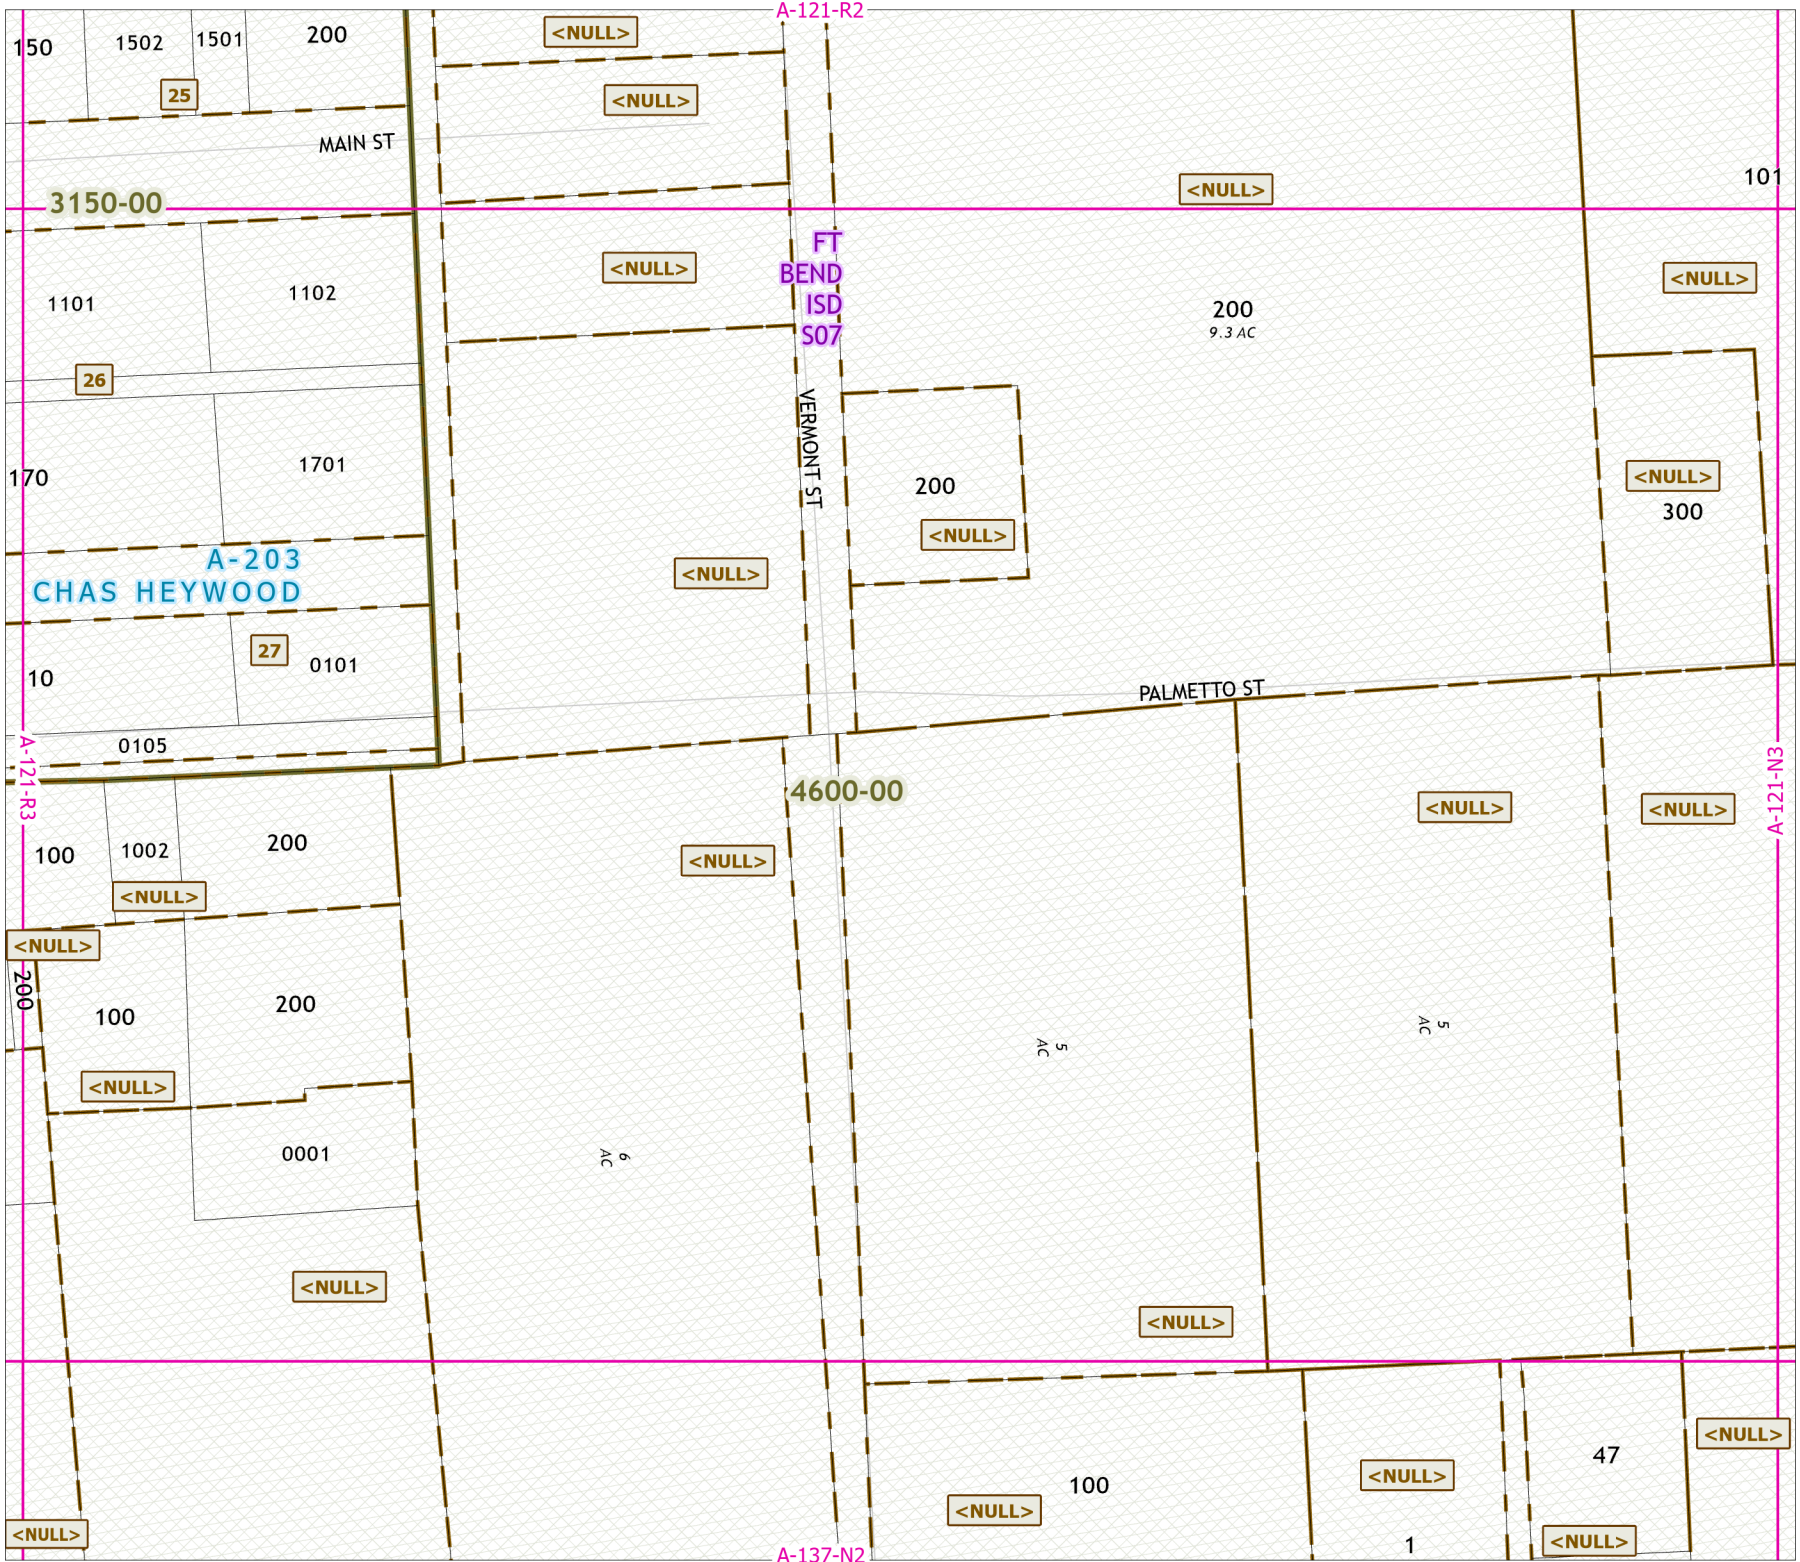 A-121-R2
150
1502
1501
200
<NULL>
25
<NULL>
MAIN ST
101
<NULL>
3150-00
FT
BEND
ISD
S07
<NULL>
<NULL>
1101
1102
200
9.3 AC
26
VERMONT ST
170
1701
200
<NULL>
<NULL>
300
<NULL>
A-203
CHAS HEYWOOD
27
10
0101
PALMETTO ST
0105
A-121-R3
A-121-N3
4600-00
<NULL>
<NULL>
100
1002
200
<NULL>
<NULL>
<NULL>
200
100
200
5
AC
5
AC
<NULL>
0001
6
AC
<NULL>
<NULL>
<NULL>
47
<NULL>
100
<NULL>
<NULL>
1
<NULL>
A-137-N2